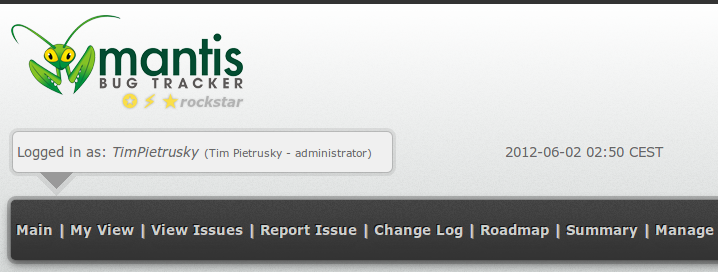 mantis
BUG TRACKER
rockstar
Logged in as: TimPietrusky (Tim Pietrusky - administrator) 2012-06-02 02:50 CEST
Main | My View | View Issues | Report Issue | Change Log | Roadmap | Summary | Manage